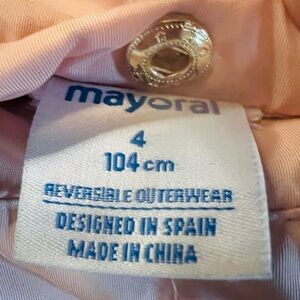 mayoral
4
104cm
REVERSIBLE OUTERWEAR
DESIGNED IN SPAIN
MADE IN CHINA